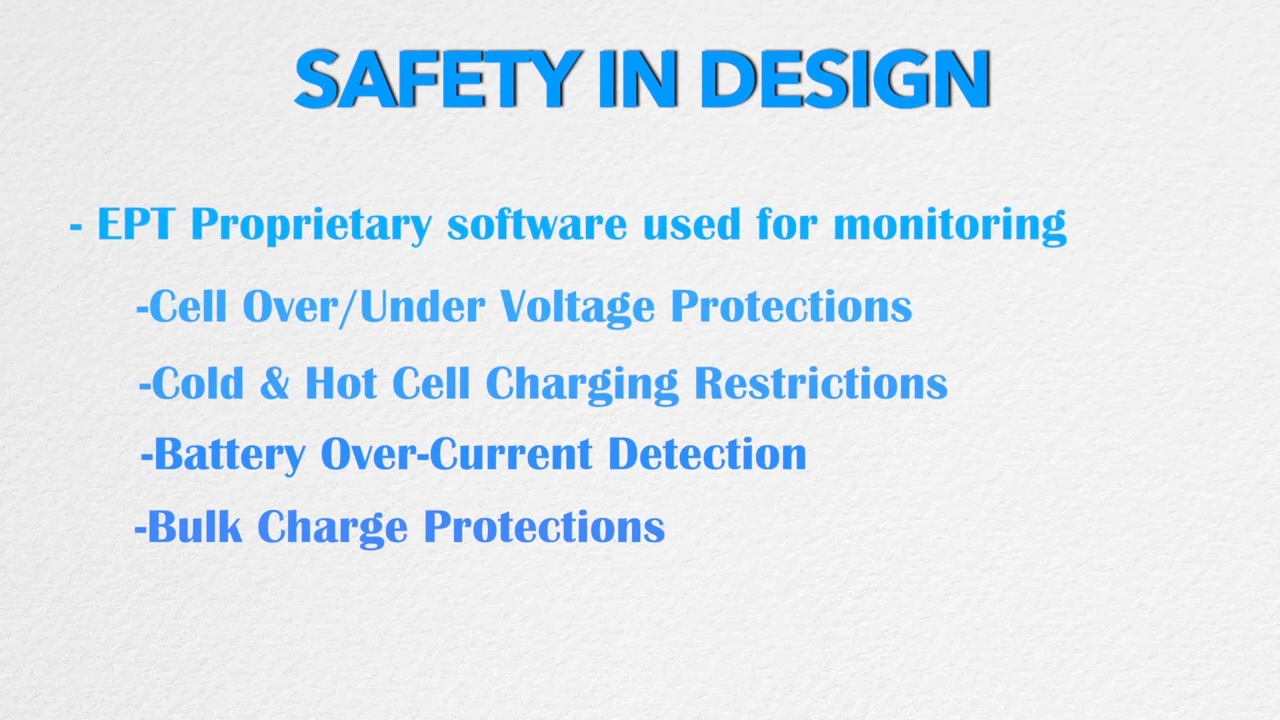 SAFETY IN DESIGN
- EPT Proprietary software used for monitoring
-Cell Over/Under Voltage Protections
-Cold & Hot Cell Charging Restrictions
-Battery Over-Current Detection
-Bulk Charge Protections